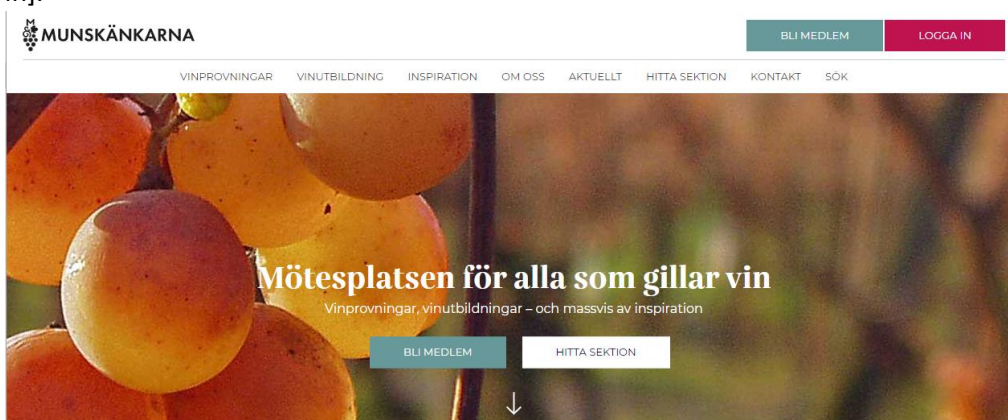 MUNSKÄNKARNA
BLI MEDLEM
LOGGA IN
VINPROVNINGAR VINUTBILDNING INSPIRATION OM OSS AKTUELLT HITTA SEKTION KONTAKT SÖK
Mötesplatsen för alla som gillar vin
Vinprovningar, vinutbildningar – och massvis av inspiration
BLI MEDLEM
HITTA SEKTION